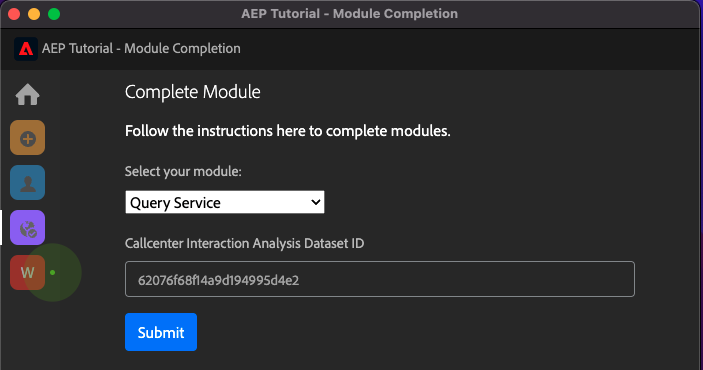 AEP Tutorial - Module Completion
AEP Tutorial - Module Completion
Complete Module
Follow the instructions here to complete modules.
Select your module:
Query Service
Callcenter Interaction Analysis Dataset ID
62076f68f14a9d194995d4e2
W
Submit